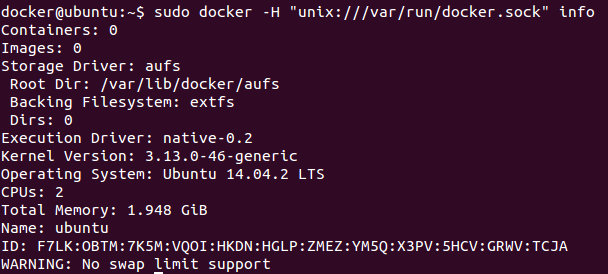 docker@ubuntu:~$ sudo docker -H "unix:///var/run/docker.sock" info
Containers: 0
Images: 0
Storage Driver: aufs
 Root Dir: /var/lib/docker/aufs
 Backing Filesystem: extfs
 Dirs: 0
Execution Driver: native-0.2
Kernel Version: 3.13.0-46-generic
Operating System: Ubuntu 14.04.2 LTS
CPUs: 2
Total Memory: 1.948 GiB
Name: ubuntu
ID: F7LK:OBTM:7K5M:VQOI:HKDN:HGLP:ZMEZ:YM5Q:X3PV:5HCV:GRWV:TCJA
WARNING: No swap limit support